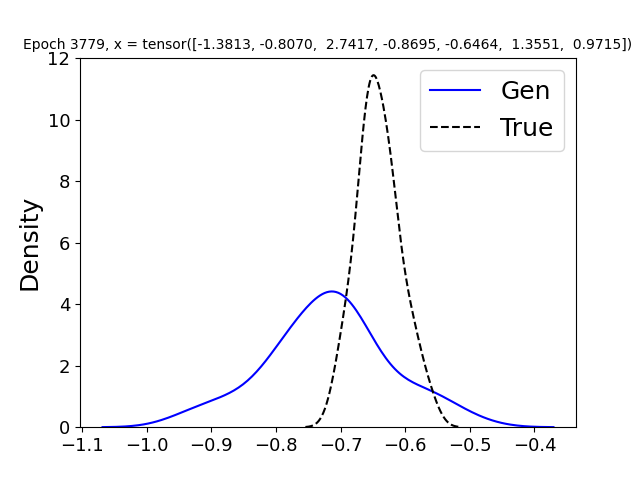 Epoch 3779, x = tensor([-1.3813, -0.8070,  2.7417, -0.8695, -0.6464,  1.3551,  0.9715])
12
10
8
6
4
2
0
Density
Gen
True
−1.1 −1.0 −0.9 −0.8 −0.7 −0.6 −0.5 −0.4